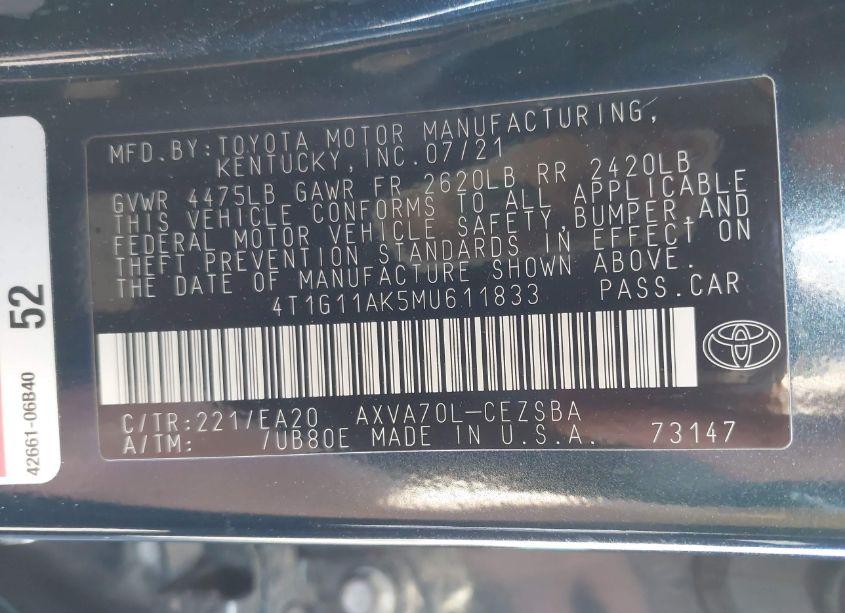 MFD.BY:TOYOTA MOTOR MANUFACTURING,
KENTUCKY,INC.07/21
GVWR 4475LB GAWR FR 2620LB RR 2420LB
THIS VEHICLE CONFORMS TO ALL APPLICABLE
FEDERAL MOTOR VEHICLE SAFETY,BUMPER,AND
THEFT PREVENTION STANDARDS IN EFFECT ON
THE DATE OF MANUFACTURE SHOWN ABOVE.
4T1G11AK5MU611833 PASS.CAR
C/TR:221/EA20 AXVA70L-CEZSBA
A/TM: /UB80E MADE IN U.S.A. 73147
52
42661-06B40